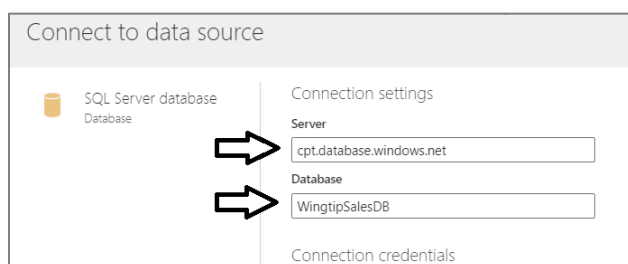 Connect to data source
SQL Server database
Database
Connection settings
Server
cpt.database.windows.net
Database
WingtipSalesDB
Connection credentials